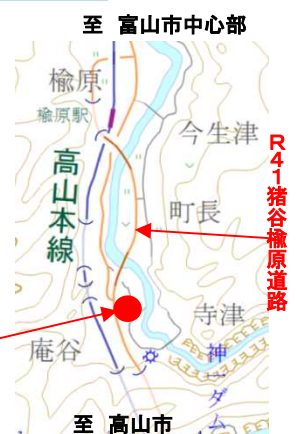 至 富山市中心部
楡原
楡原駅
今生津
高山本線
町長
R41猪谷楡原道路
寺津
庵谷
神一ダム
至 高山市